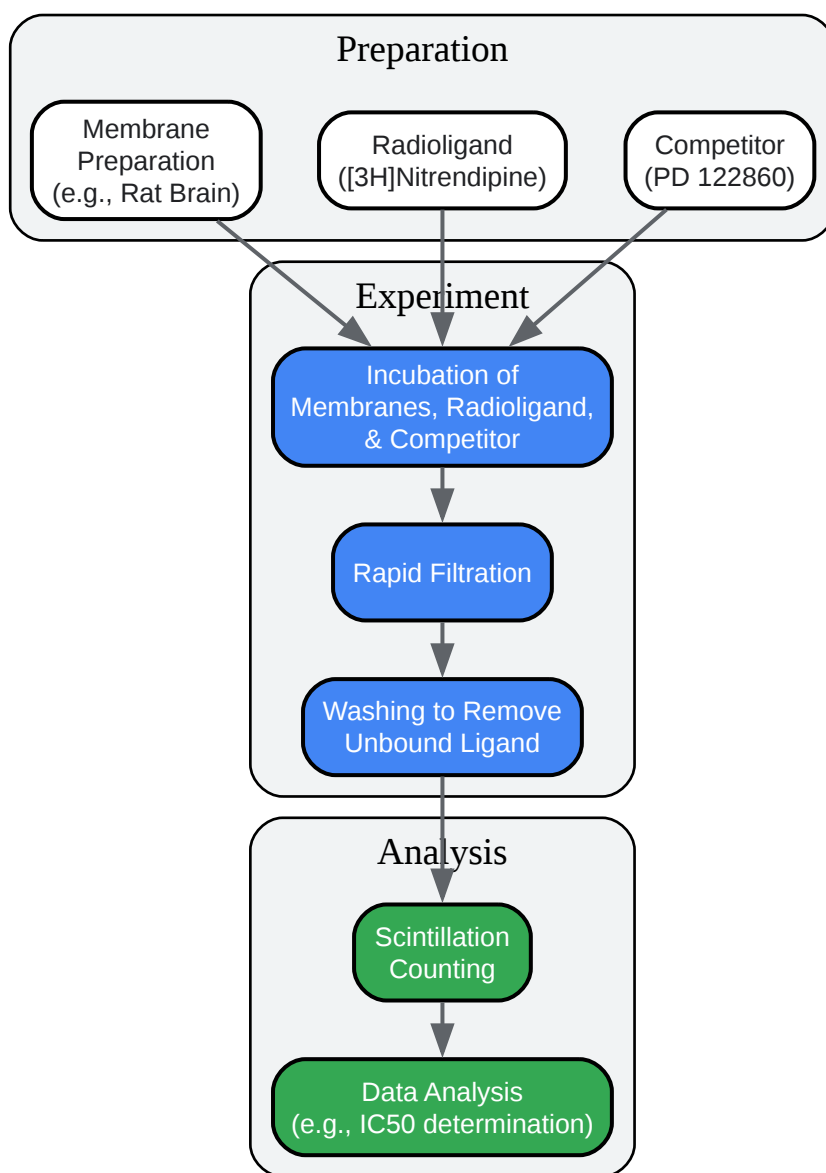 Preparation
Membrane
Preparation
(e.g., Rat Brain)
Radioligand
([3H]Nitrendipine)
Competitor
(PD 122860)
Experiment
Incubation of
Membranes, Radioligand,
& Competitor
Rapid Filtration
Washing to Remove
Unbound Ligand
Analysis
Scintillation
Counting
Data Analysis
(e.g., IC50 determination)